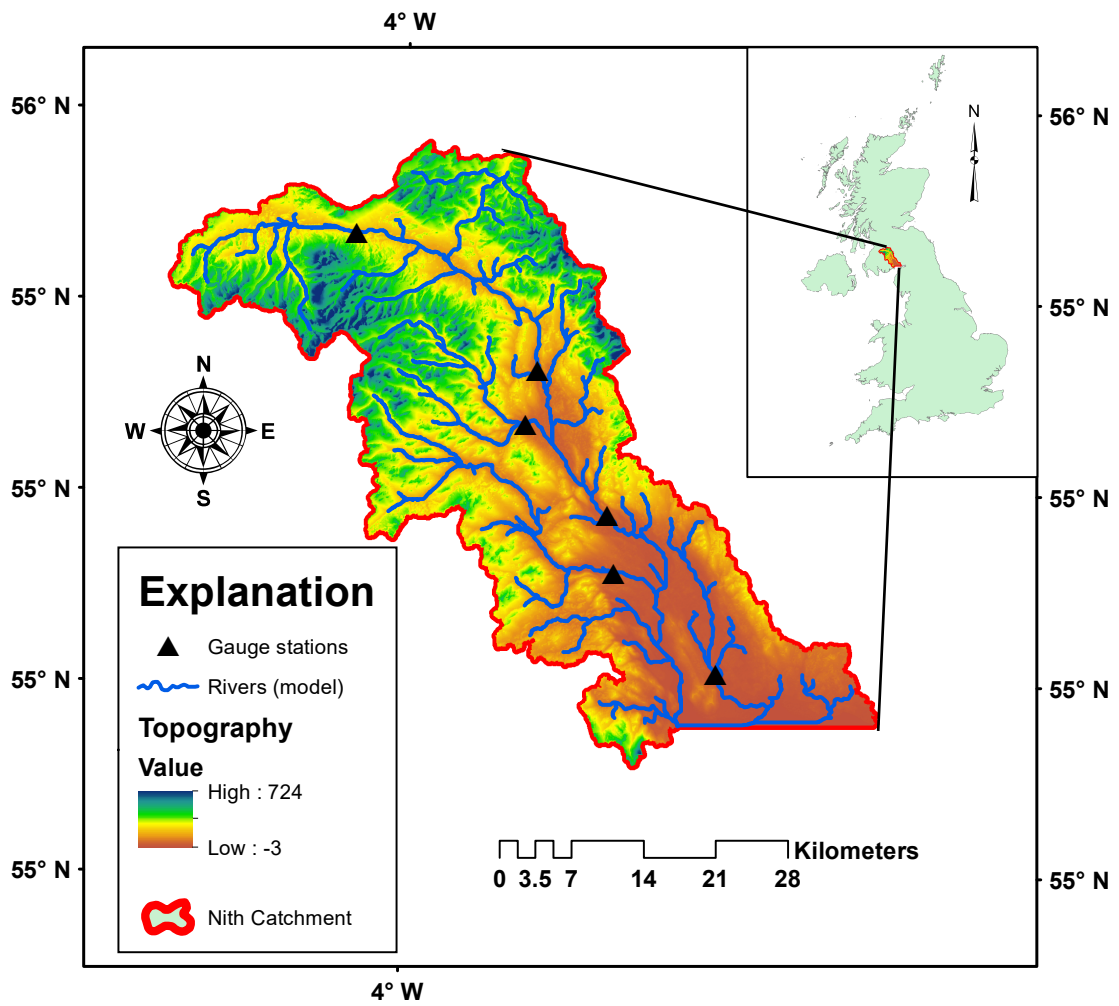 4° W
56° N
56° N
N
55° N
55° N
N
W
E
S
55° N
55° N
Explanation
Gauge stations
Rivers (model)
55° N
55° N
Topography
Value
High : 724
Low : -3
Kilometers
0 3.5 7 14 21 28
55° N
55° N
Nith Catchment
4° W